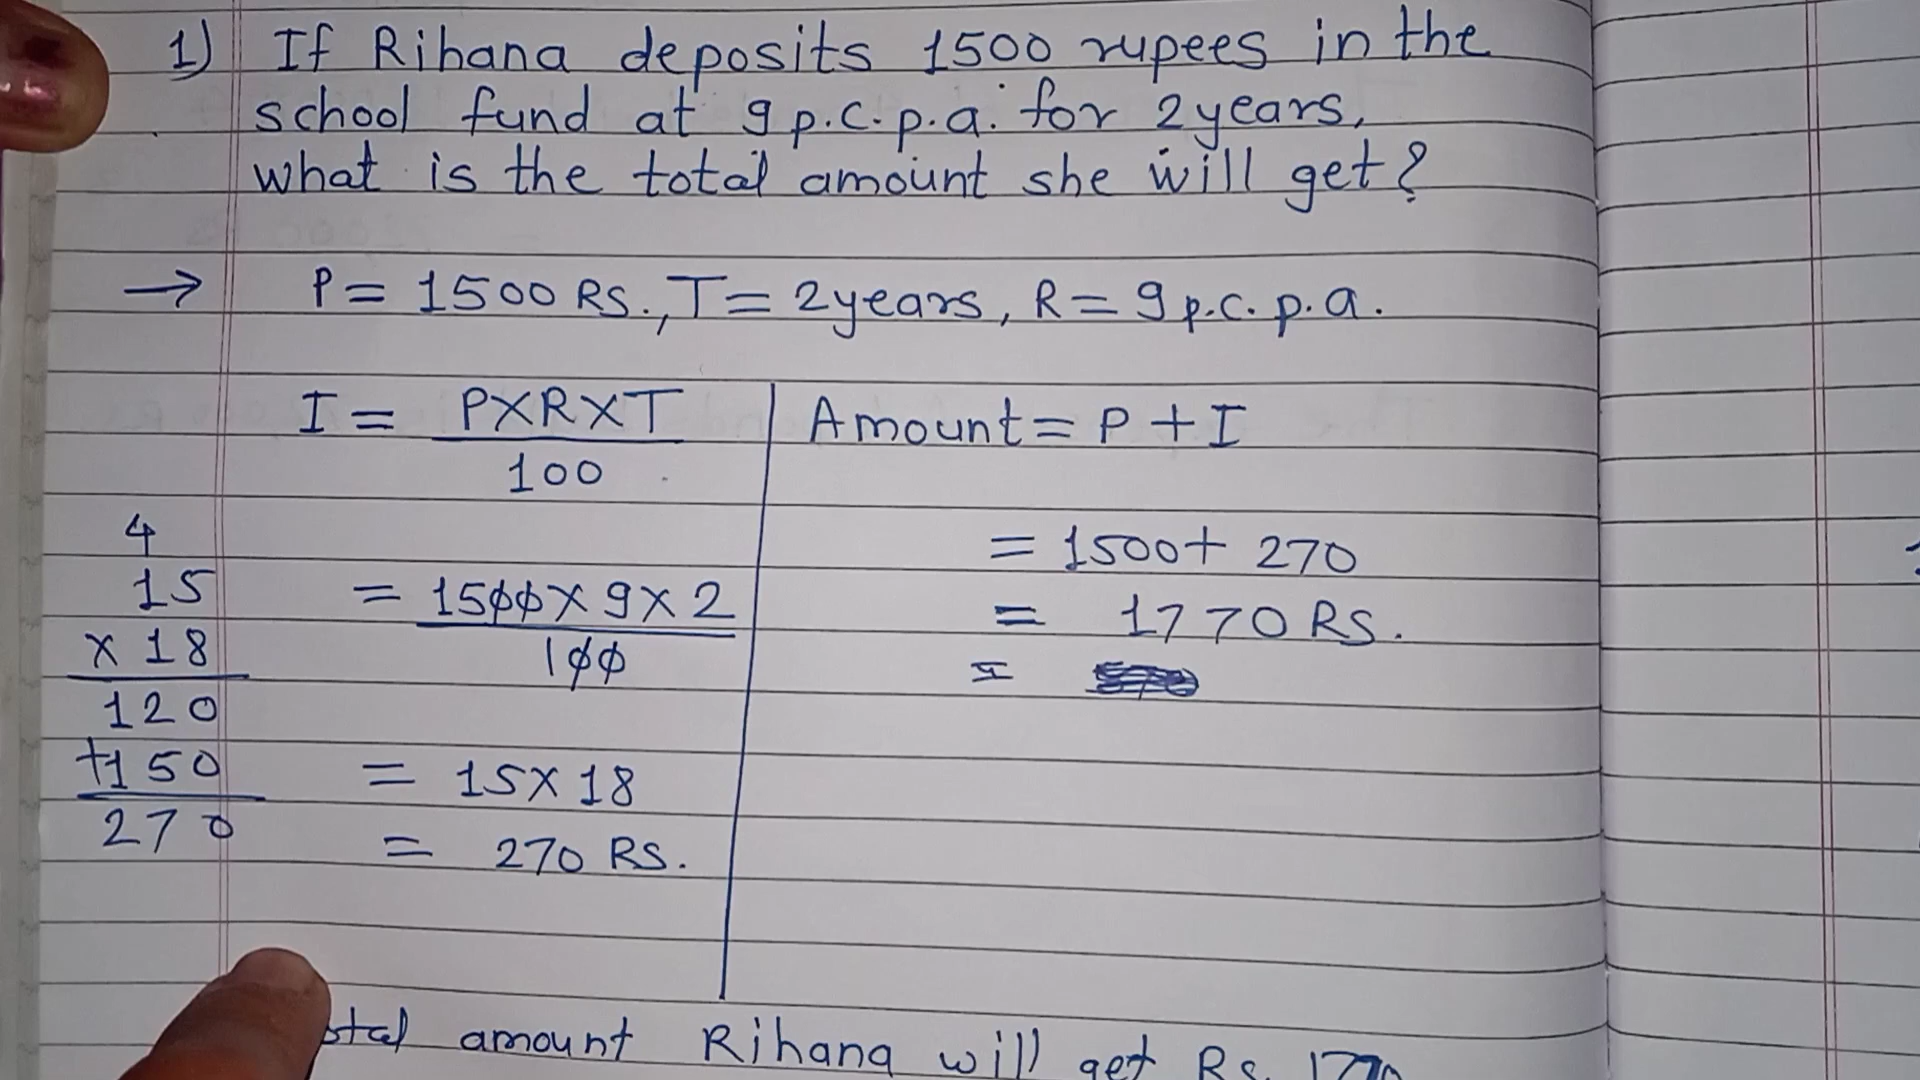 1) If Rihana deposits 1500 rupees in the
school fund at 9 p.c.p.a. for 2 years,
what is the total amount she will get?
→ P = 1500 RS., T = 2 years, R = 9 p.c.p.a.
I = P×R×T
100
= 1500 × 9 × 2
100
= 15 × 18
= 270 RS.
4
15
× 18
120
+150
270
Amount = P + I
= 1500 + 270
= 1770 RS.
=
amount Rihana will get Rs. 1770